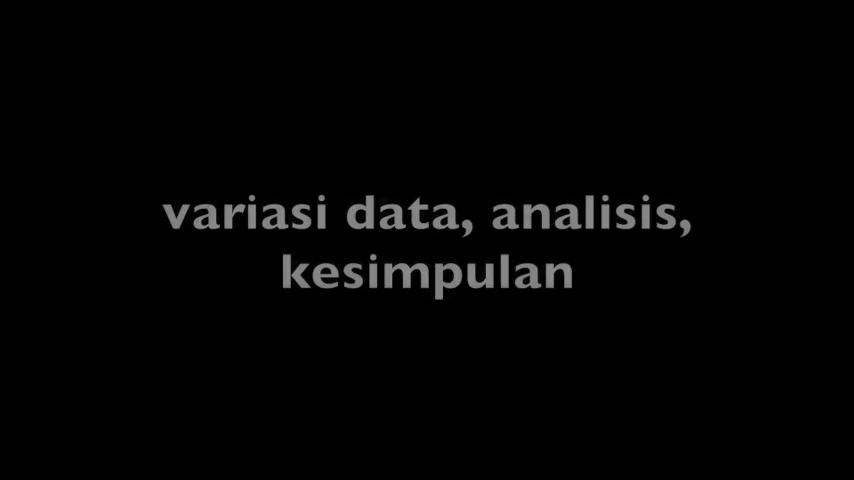 variasi data, analisis,
kesimpulan